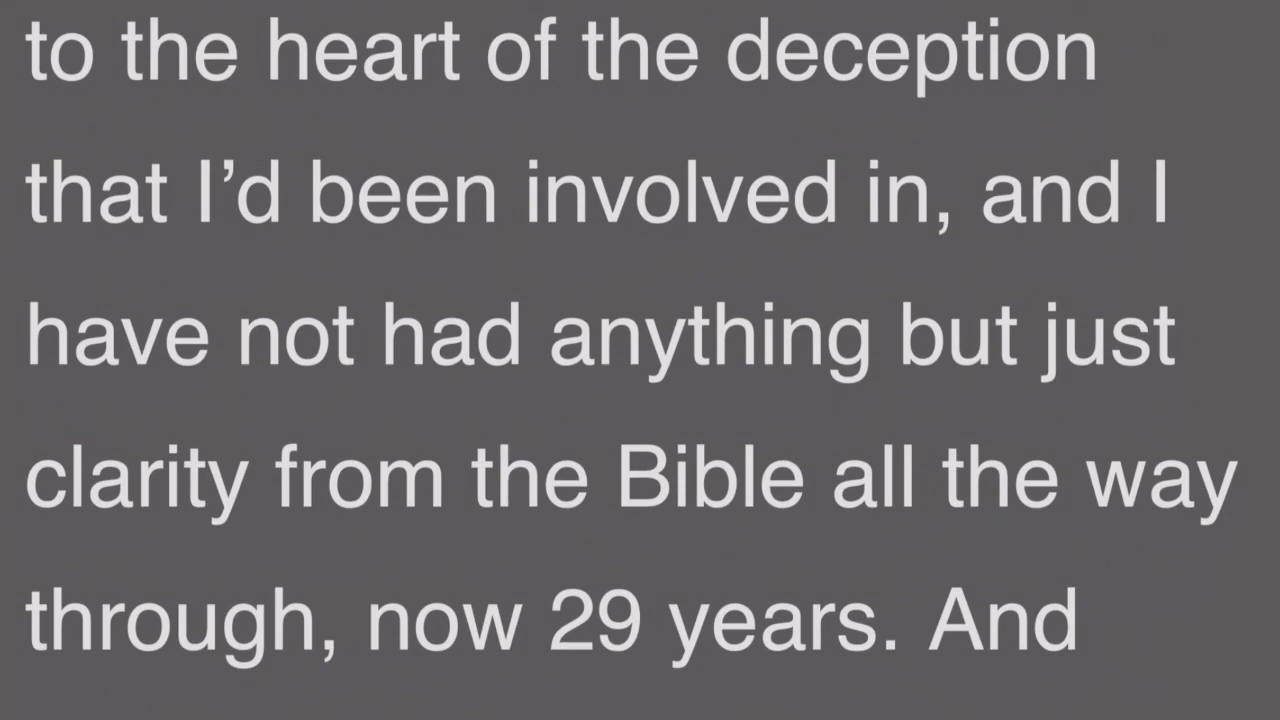 to the heart of the deception
that I’d been involved in, and I
have not had anything but just
clarity from the Bible all the way
through, now 29 years. And